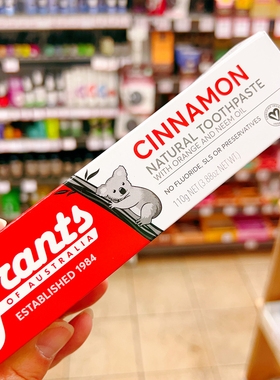 CINNAMON
NATURAL TOOTHPASTE
WITH ORANGE AND NEEM OIL
NO FLUORIDE, SLS OR PRESERVATIVES
110g NET (3.88oz NET WT)
rants
OF AUSTRALIA
ESTABLISHED 1984